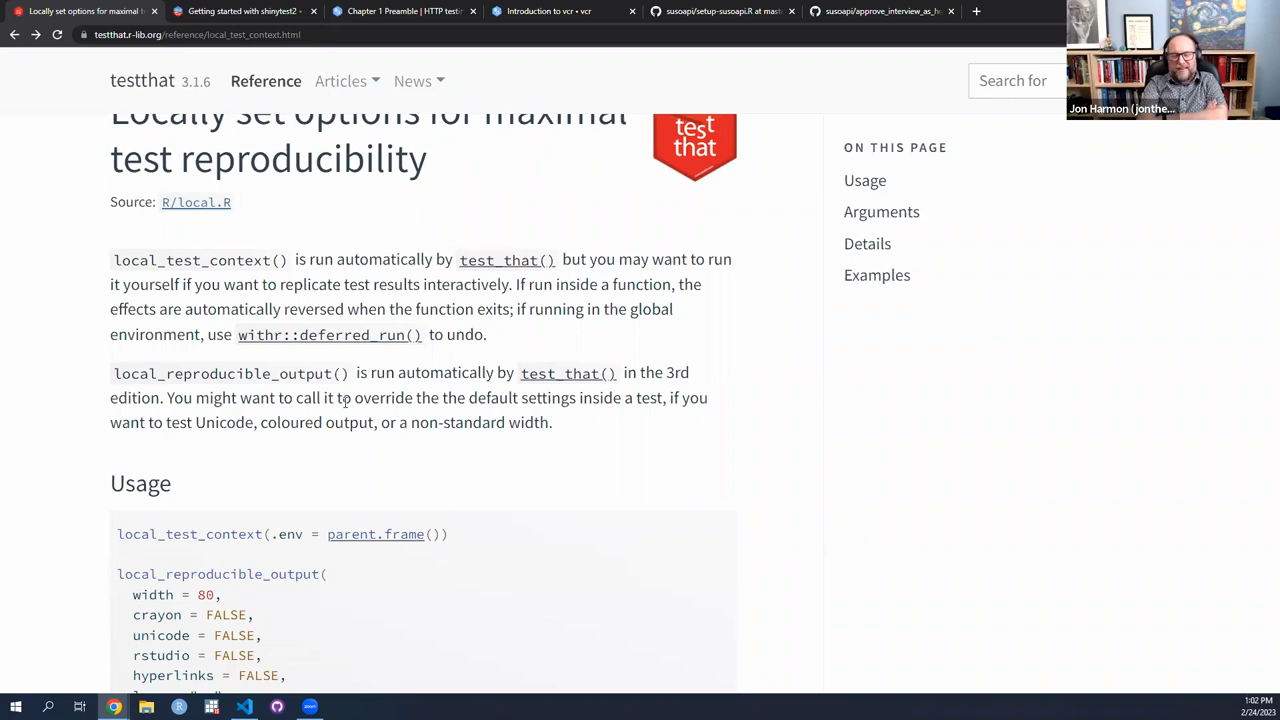 Locally set options for maximal t
Getting started with shinytest2 •
Chapter 1 Preamble | HTTP testi
Introduction to vcr • vcr
susoapi/setup-susoapi.R at mast
susoapi/approve_interview_as_h
testthat.r-lib.org/reference/local_test_context.html
testthat 3.1.6 Reference Articles News
Search for
Jon Harmon (jonthe...
Locally set options for maximal
test reproducibility
test
that
Source: R/local.R
local_test_context() is run automatically by test_that() but you may want to run
it yourself if you want to replicate test results interactively. If run inside a function, the
effects are automatically reversed when the function exits; if running in the global
environment, use withr::deferred_run() to undo.
local_reproducible_output() is run automatically by test_that() in the 3rd
edition. You might want to call it to override the the default settings inside a test, if you
want to test Unicode, coloured output, or a non-standard width.
Usage
local_test_context(.env = parent.frame())
local_reproducible_output(
width = 80,
crayon = FALSE,
unicode = FALSE,
rstudio = FALSE,
hyperlinks = FALSE,
ON THIS PAGE
Usage
Arguments
Details
Examples
1:02 PM
2/24/2023